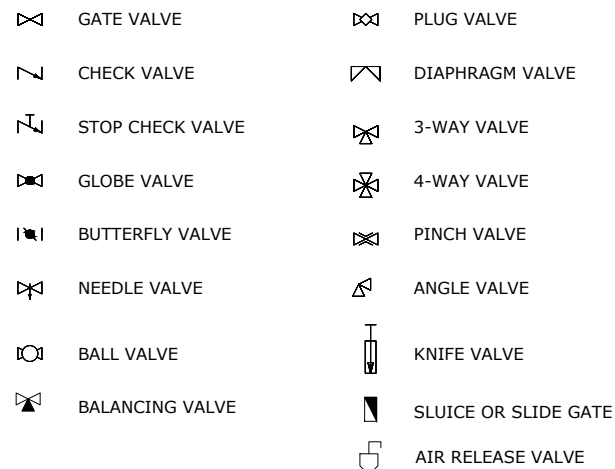 GATE VALVE
CHECK VALVE
STOP CHECK VALVE
GLOBE VALVE
BUTTERFLY VALVE
NEEDLE VALVE
BALL VALVE
BALANCING VALVE
PLUG VALVE
DIAPHRAGM VALVE
3-WAY VALVE
4-WAY VALVE
PINCH VALVE
ANGLE VALVE
KNIFE VALVE
SLUICE OR SLIDE GATE
AIR RELEASE VALVE